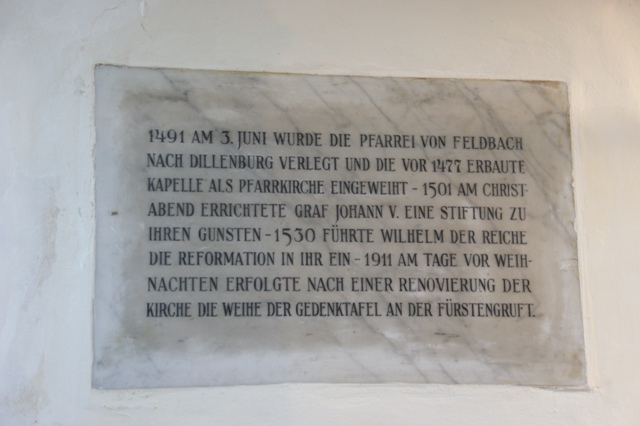 1491 AM 3. JUNI WURDE DIE PFARREI VON FELDBACH
NACH DILLENBURG VERLEGT UND DIE VOR 1477 ERBAUTE
KAPELLE ALS PFARRKIRCHE EINGEWEIHT - 1501 AM CHRIST-
ABEND ERRICHTETE GRAF JOHANN V. EINE STIFTUNG ZU
IHREN GUNSTEN - 1530 FÜHRTE WILHELM DER REICHE
DIE REFORMATION IN IHR EIN - 1911 AM TAGE VOR WEIH-
NACHTEN ERFOLGTE NACH EINER RENOVIERUNG DER
KIRCHE DIE WEIHE DER GEDENKTAFEL AN DER FÜRSTENGRUFT.